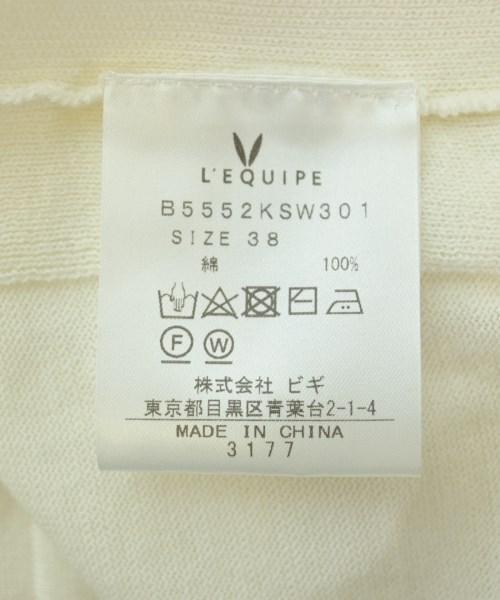 L'EQUIPE
B5552KSW301
SIZE 38
綿 100%
F W
株式会社 ビギ
東京都目黒区青葉台2-1-4
MADE IN CHINA
3177